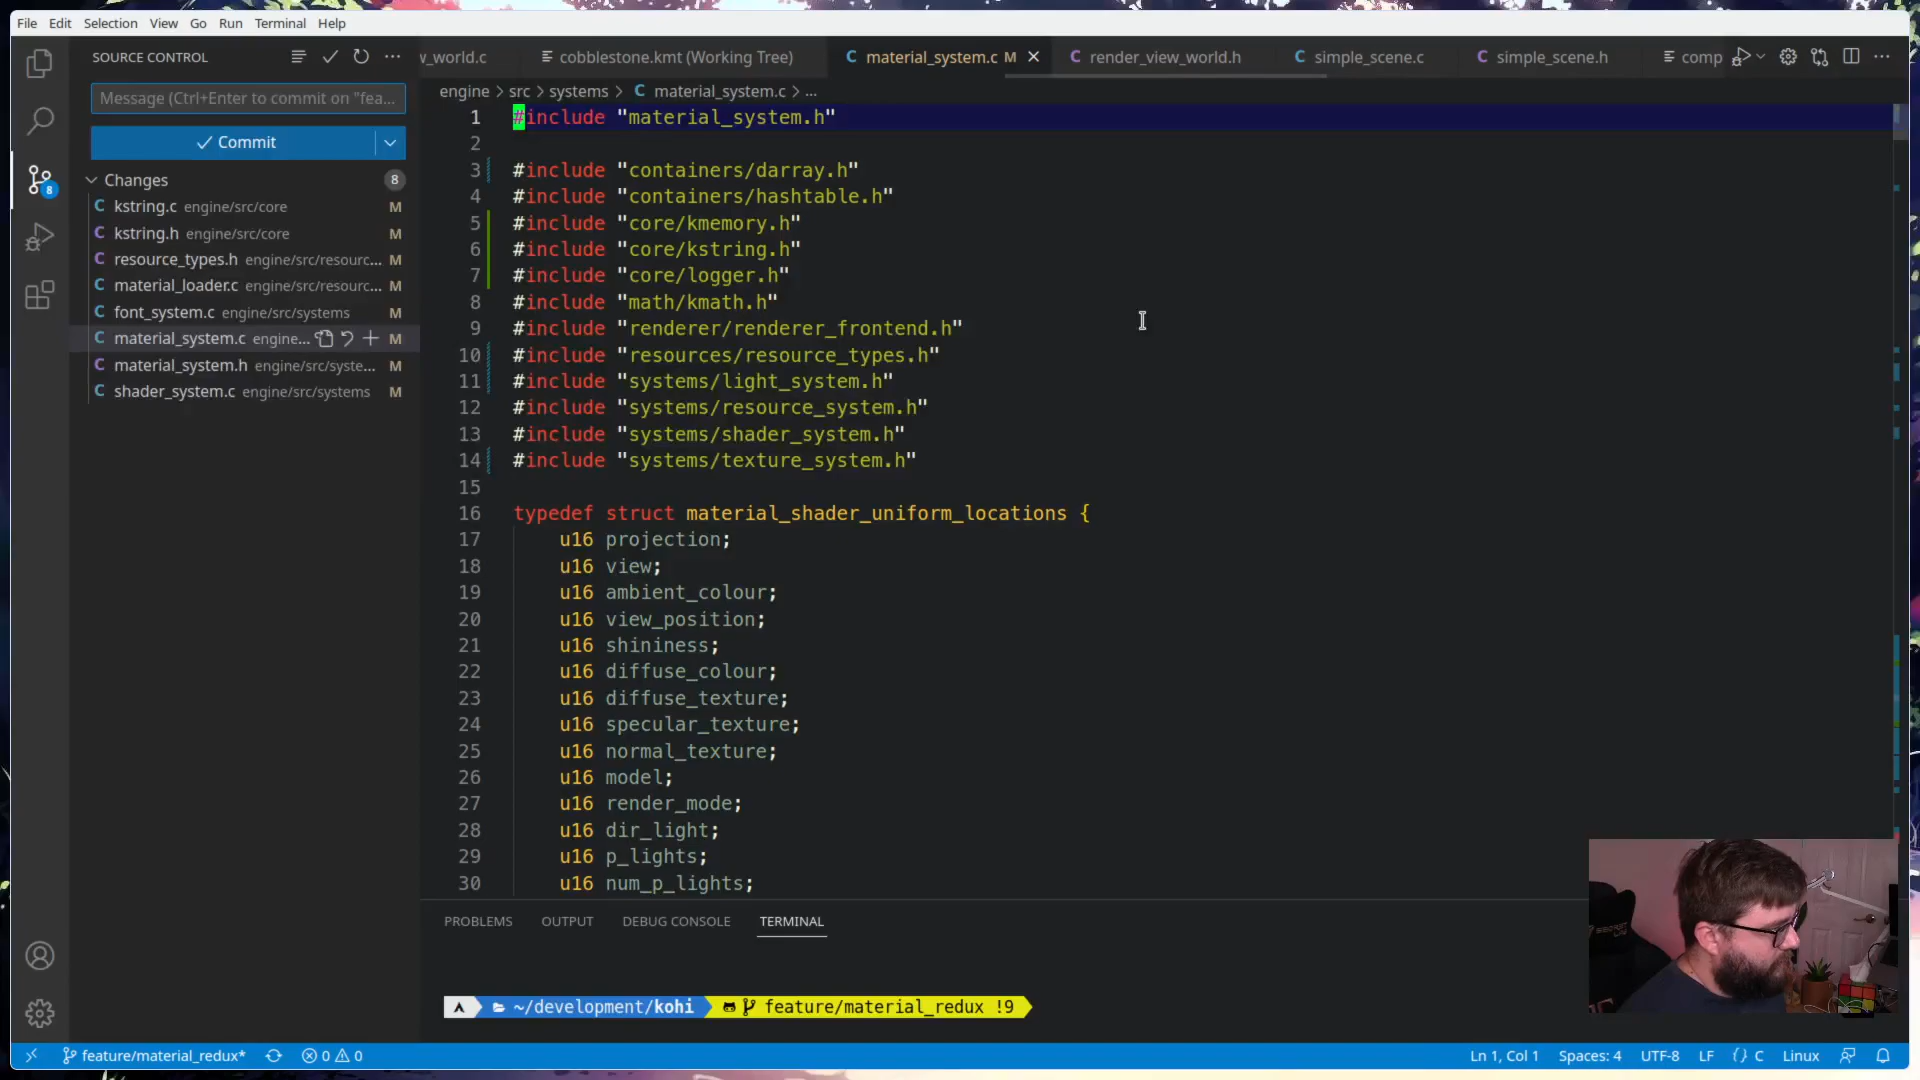 File Edit Selection View Go Run Terminal Help
SOURCE CONTROL
w_world.c
cobblestone.kmt (Working Tree)
material_system.c M
render_view_world.h
simple_scene.c
simple_scene.h
comp
engine > src > systems > C material_system.c > ...
Message (Ctrl+Enter to commit on "fea...
Commit
Changes 8
C kstring.c engine/src/core M
C kstring.h engine/src/core M
C resource_types.h engine/src/resourc... M
C material_loader.c engine/src/resourc... M
C font_system.c engine/src/systems M
C material_system.c engine... M
C material_system.h engine/src/syste... M
C shader_system.c engine/src/systems M
8
1 #include "material_system.h"
2
3 #include "containers/darray.h"
4 #include "containers/hashtable.h"
5 #include "core/kmemory.h"
6 #include "core/kstring.h"
7 #include "core/logger.h"
8 #include "math/kmath.h"
9 #include "renderer/renderer_frontend.h"
10 #include "resources/resource_types.h"
11 #include "systems/light_system.h"
12 #include "systems/resource_system.h"
13 #include "systems/shader_system.h"
14 #include "systems/texture_system.h"
15
16 typedef struct material_shader_uniform_locations {
17 u16 projection;
18 u16 view;
19 u16 ambient_colour;
20 u16 view_position;
21 u16 shininess;
22 u16 diffuse_colour;
23 u16 diffuse_texture;
24 u16 specular_texture;
25 u16 normal_texture;
26 u16 model;
27 u16 render_mode;
28 u16 dir_light;
29 u16 p_lights;
30 u16 num_p_lights;
PROBLEMS OUTPUT DEBUG CONSOLE TERMINAL
~/development/kohi feature/material_redux !9
feature/material_redux* 0 0 Ln 1, Col 1 Spaces: 4 UTF-8 LF {} C Linux